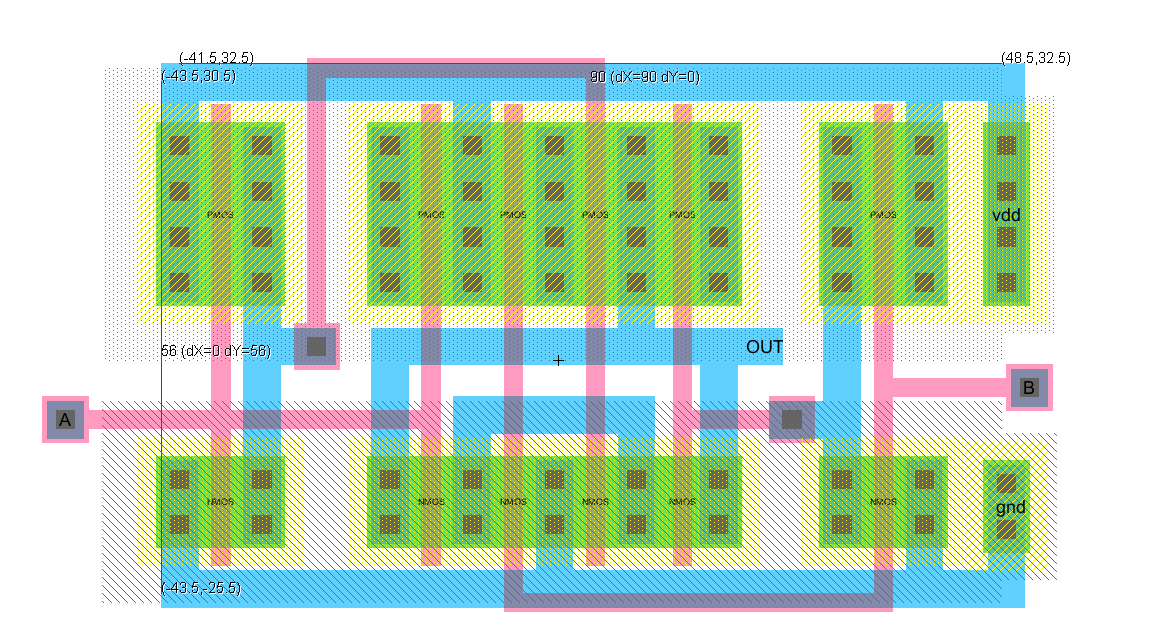 (-41.5,32.5)
(48.5,32.5)
(-43.5,30.5)
90 (dX=90 dY=0)
PMOS
PMOS
PMOS
PMOS
PMOS
PMOS
vdd
56 (dX=0 dY=56)
OUT
B
A
NMOS
NMOS
NMOS
NMOS
NMOS
NMOS
gnd
(-43.5,-25.5)